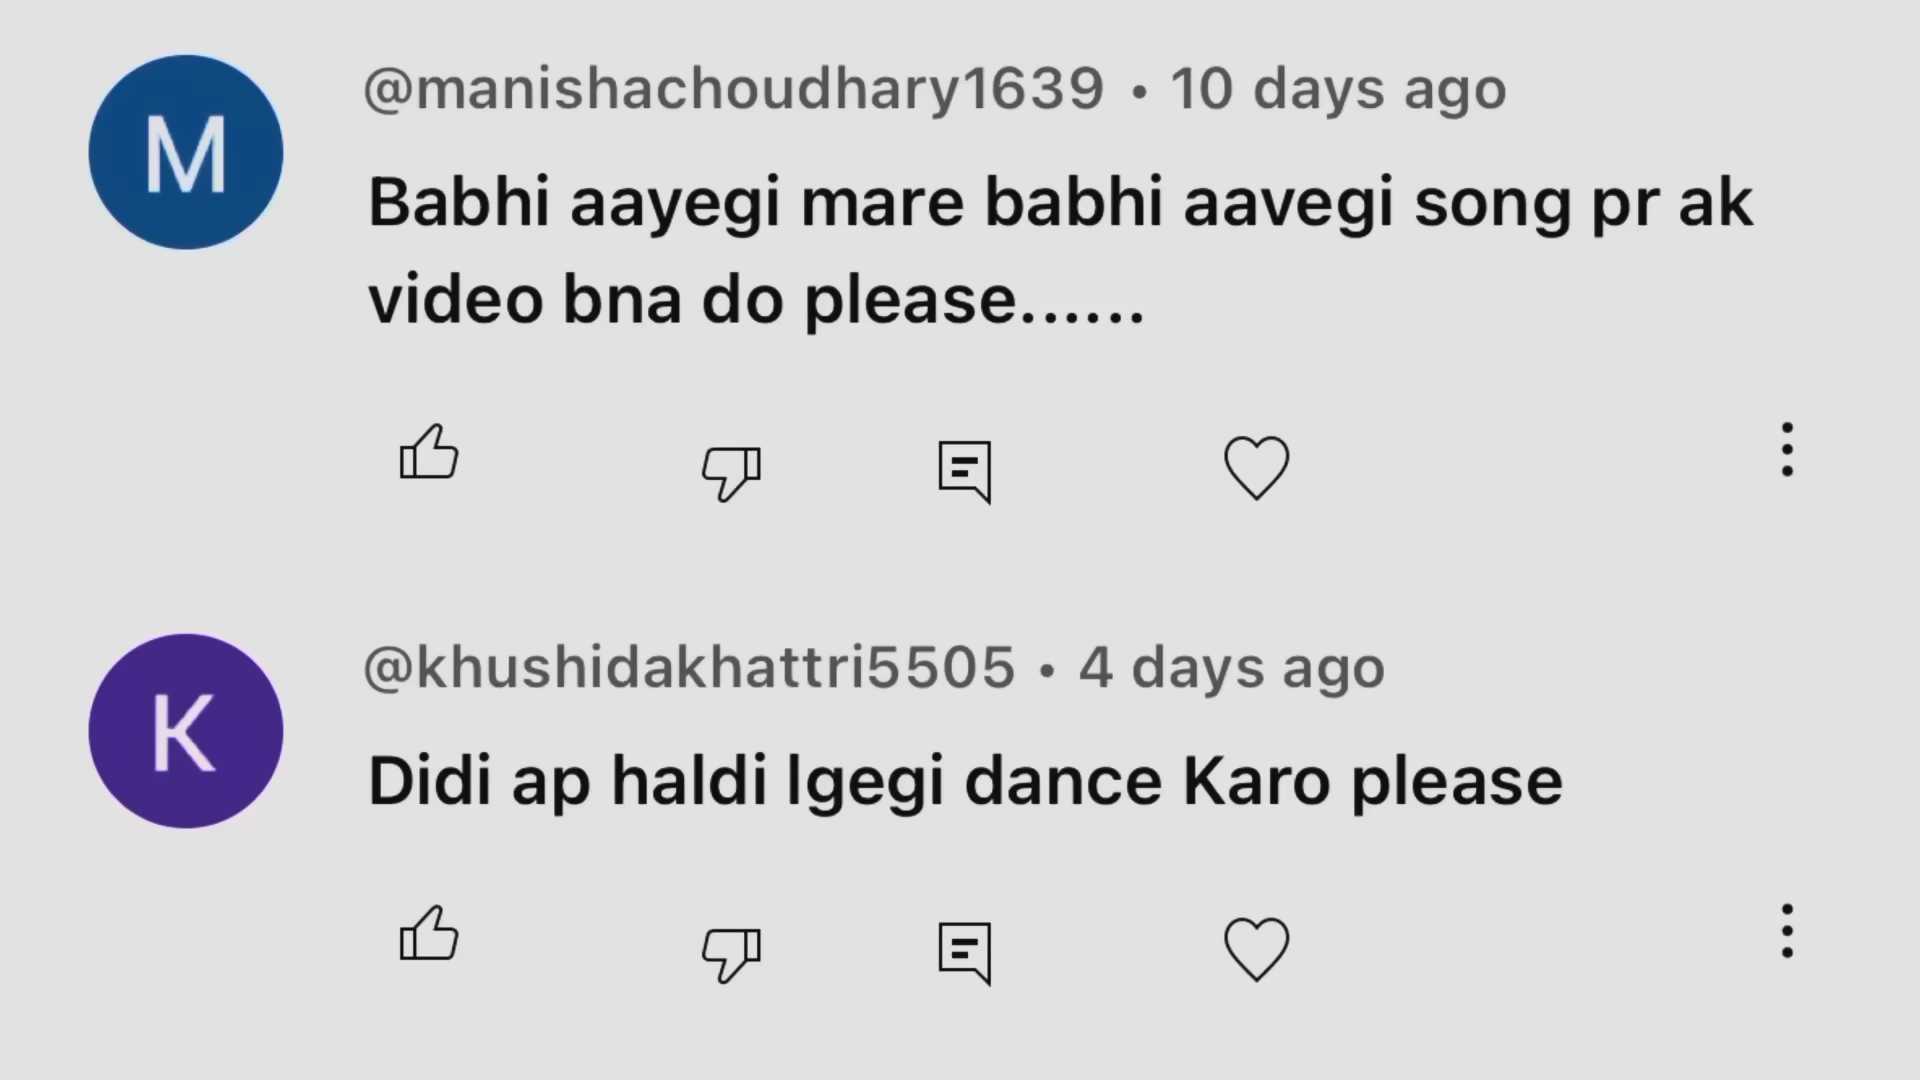 M
@manishachoudhary1639 • 10 days ago
Babhi aayegi mare babhi aavegi song pr ak
video bna do please......
K
@khushidakhattri5505 • 4 days ago
Didi ap haldi lgegi dance Karo please